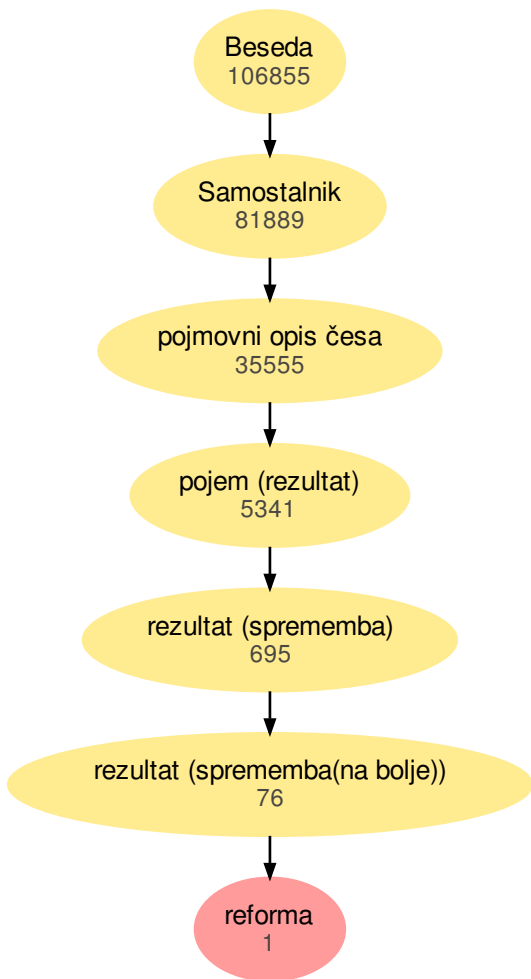 Beseda
106855
Samostalnik
81889
pojmovni opis česa
35555
pojem (rezultat)
5341
rezultat (sprememba)
695
rezultat (sprememba(na bolje))
76
reforma
1